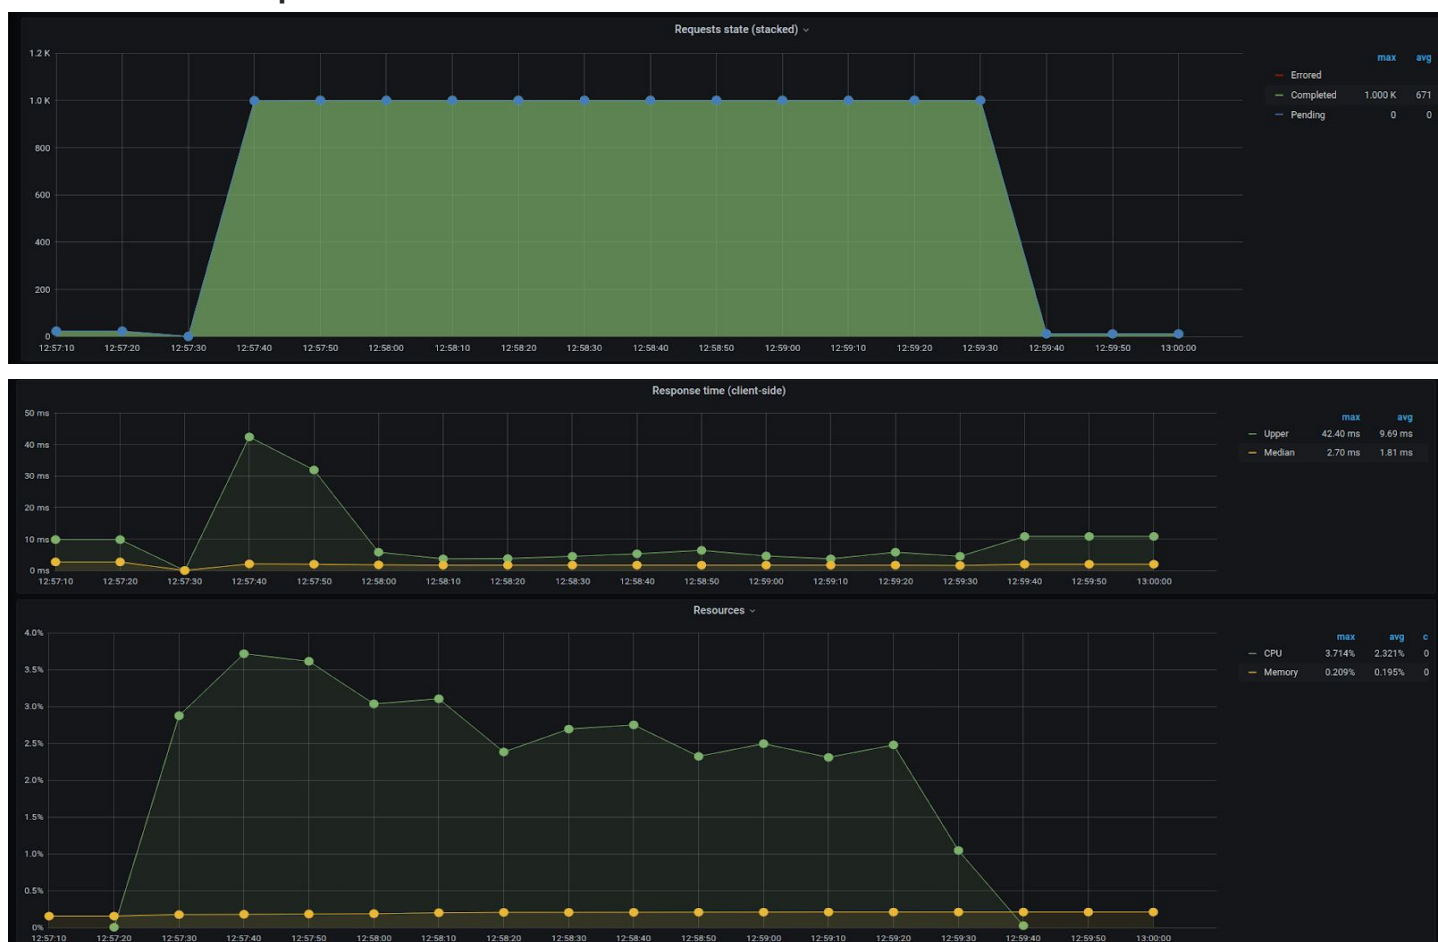 Requests state (stacked)
1.2 K
max avg
Errored
1.0 K
Completed 1.000 K 671
Pending 0 0
800
600
400
200
0
12:57:10 12:57:20 12:57:30 12:57:40 12:57:50 12:58:00 12:58:10 12:58:20 12:58:30 12:58:40 12:58:50 12:59:00 12:59:10 12:59:20 12:59:30 12:59:40 12:59:50 13:00:00
Response time (client-side)
50 ms
max avg
Upper 42.40 ms 9.69 ms
40 ms
Median 2.70 ms 1.81 ms
30 ms
20 ms
10 ms
0 ms
12:57:10 12:57:20 12:57:30 12:57:40 12:57:50 12:58:00 12:58:10 12:58:20 12:58:30 12:58:40 12:58:50 12:59:00 12:59:10 12:59:20 12:59:30 12:59:40 12:59:50 13:00:00
Resources
4.0%
max avg c
CPU 3.714% 2.321% 0
3.5%
Memory 0.209% 0.195% 0
3.0%
2.5%
2.0%
1.5%
1.0%
0.5%
0%
12:57:10 12:57:20 12:57:30 12:57:40 12:57:50 12:58:00 12:58:10 12:58:20 12:58:30 12:58:40 12:58:50 12:59:00 12:59:10 12:59:20 12:59:30 12:59:40 12:59:50 13:00:00